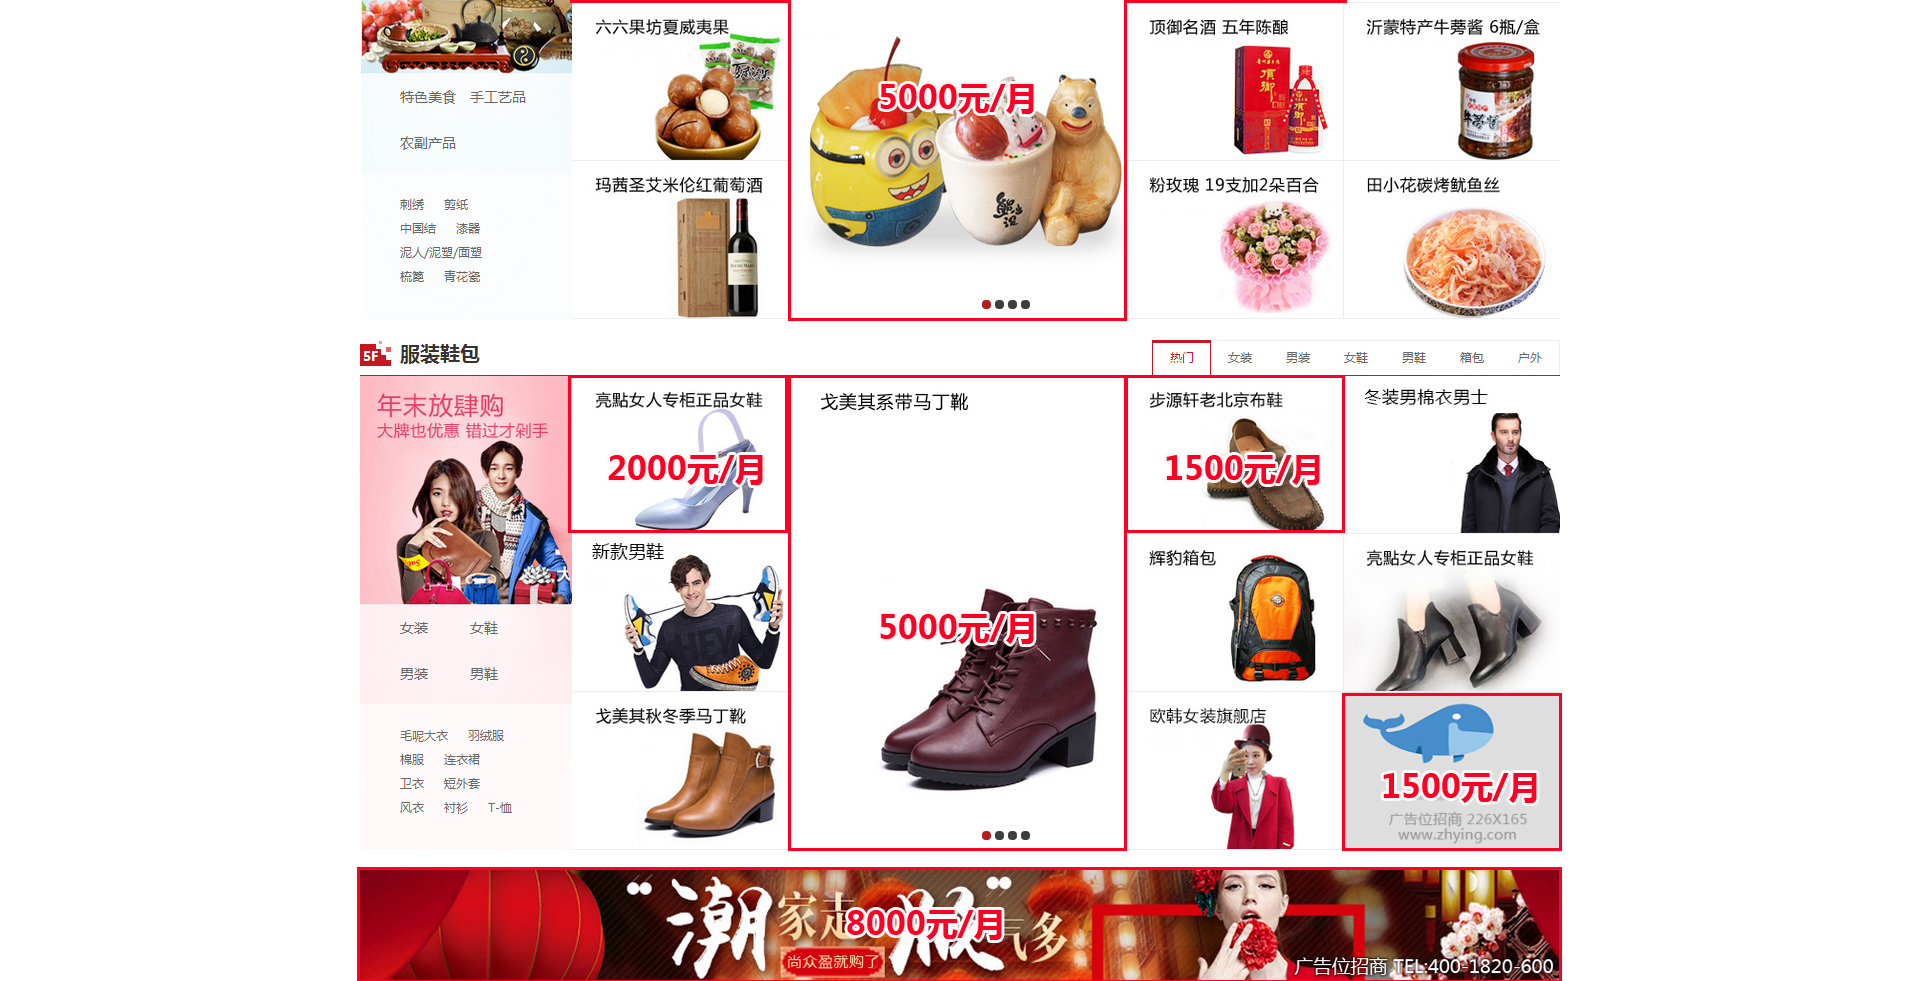 特色美食 手工艺品
农副产品
刺绣 剪纸
中国结 漆器
泥人/泥塑/面塑
梳篦 青花瓷
六六果坊夏威夷果
玛茜圣艾米伦红葡萄酒
5000元/月
顶御名酒 五年陈酿
沂蒙特产牛蒡酱 6瓶/盒
粉玫瑰 19支加2朵百合
田小花碳烤鱿鱼丝
5F 服装鞋包
热门 女装 男装 女鞋 男鞋 箱包 户外
年末放肆购
大牌也优惠 错过才剁手
女装 女鞋
男装 男鞋
毛呢大衣 羽绒服
棉服 连衣裙
卫衣 短外套
风衣 衬衫 T-恤
亮點女人专柜正品女鞋
2000元/月
新款男鞋
HEY
戈美其秋冬季马丁靴
戈美其系带马丁靴
5000元/月
步源轩老北京布鞋
1500元/月
冬装男棉衣男士
辉豹箱包
亮點女人专柜正品女鞋
欧韩女装旗舰店
1500元/月
广告位招商 226X165
www.zhying.com
“潮家走服气多”
8000元/月
尚众盈就购了
广告位招商 TEL:400-1820-600